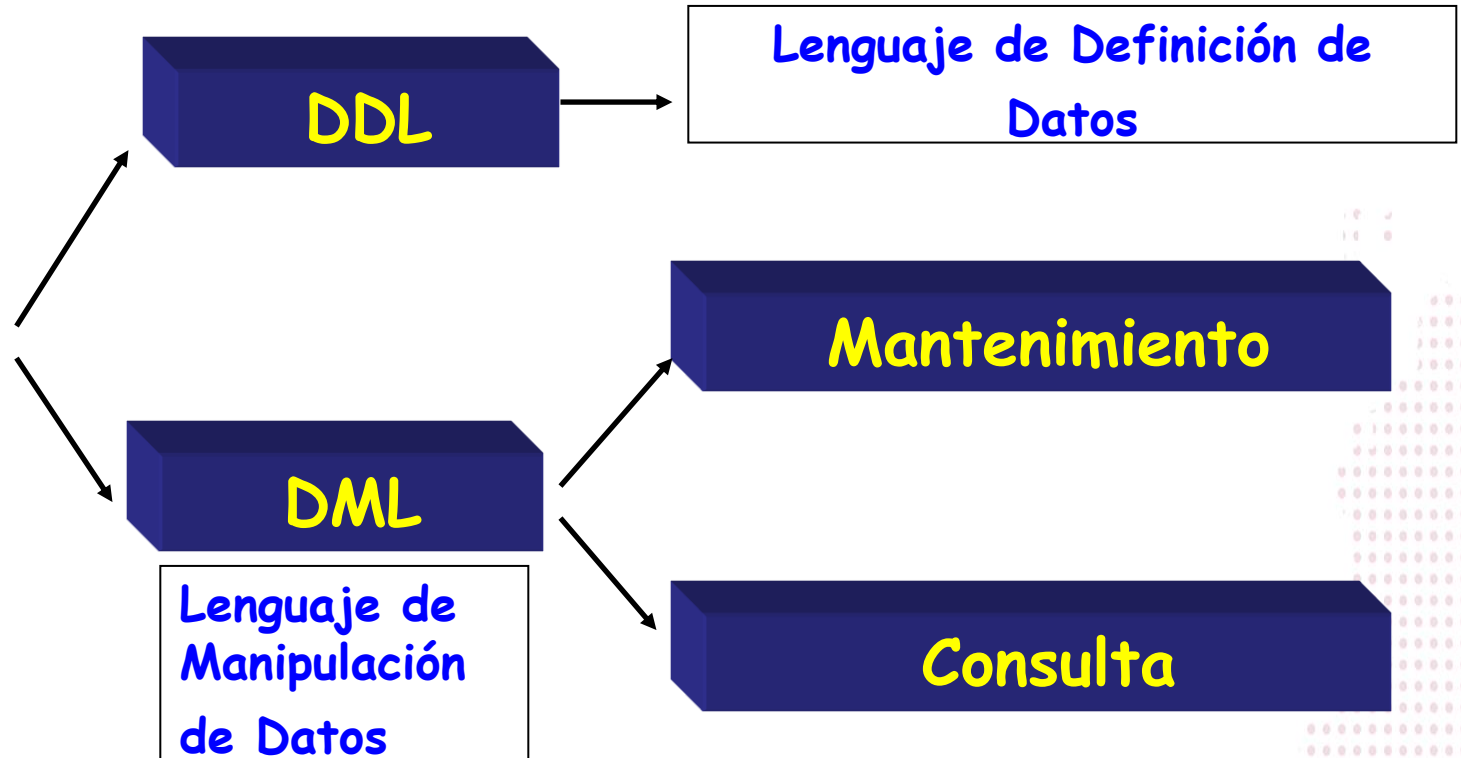 DDL
Lenguaje de Definición de
Datos
Mantenimiento
DML
Lenguaje de
Manipulación
de Datos
Consulta